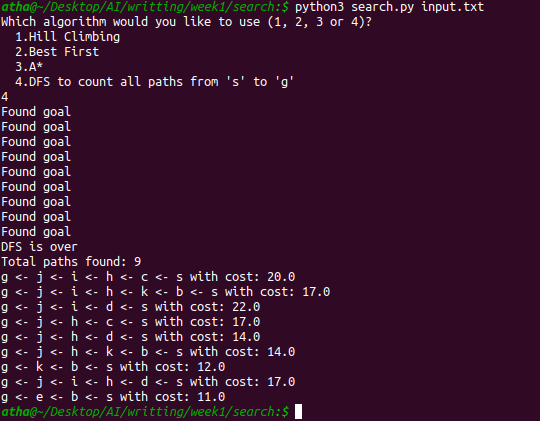 atha@~/Desktop/AI/writting/week1/search:$ python3 search.py input.txt
Which algorithm would you like to use (1, 2, 3 or 4)?
  1.Hill Climbing
  2.Best First
  3.A*
  4.DFS to count all paths from 's' to 'g'
4
Found goal
Found goal
Found goal
Found goal
Found goal
Found goal
Found goal
Found goal
Found goal
DFS is over
Total paths found: 9
g <- j <- i <- h <- c <- s with cost: 20.0
g <- j <- i <- h <- k <- b <- s with cost: 17.0
g <- j <- i <- d <- s with cost: 22.0
g <- j <- h <- c <- s with cost: 17.0
g <- j <- h <- d <- s with cost: 14.0
g <- j <- h <- k <- b <- s with cost: 14.0
g <- k <- b <- s with cost: 12.0
g <- j <- i <- h <- d <- s with cost: 17.0
g <- e <- b <- s with cost: 11.0
atha@~/Desktop/AI/writting/week1/search:$